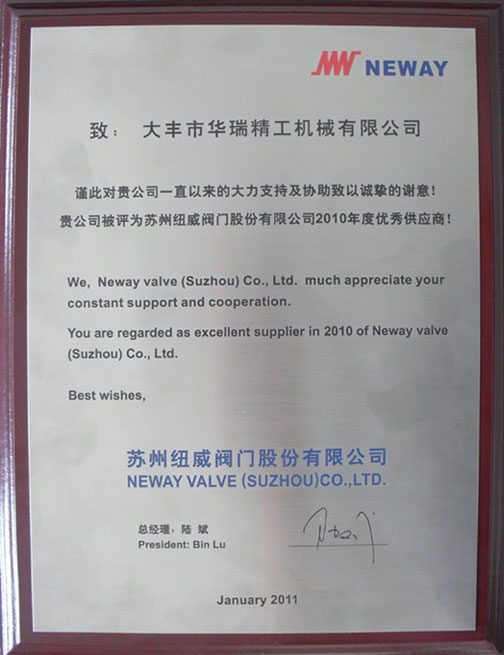 NEWAY
致： 大丰市华瑞精工机械有限公司
谨此对贵公司一直以来的大力支持及协助致以诚挚的谢意！
贵公司被评为苏州纽威阀门股份有限公司2010年度优秀供应商！
We, Neway valve (Suzhou) Co., Ltd. much appreciate your
constant support and cooperation.
You are regarded as excellent supplier in 2010 of Neway valve
(Suzhou) Co., Ltd.
Best wishes,
苏州纽威阀门股份有限公司
NEWAY VALVE (SUZHOU)CO.,LTD.
总经理：陆 斌
President: Bin Lu
January 2011